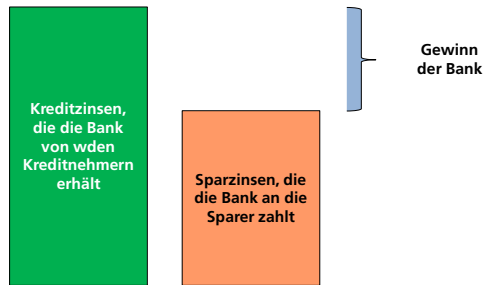 Gewinn
der Bank
Kreditzinsen,
die die Bank
von wden
Kreditnehmern
erhält
Sparzinsen, die
die Bank an die
Sparer zahlt